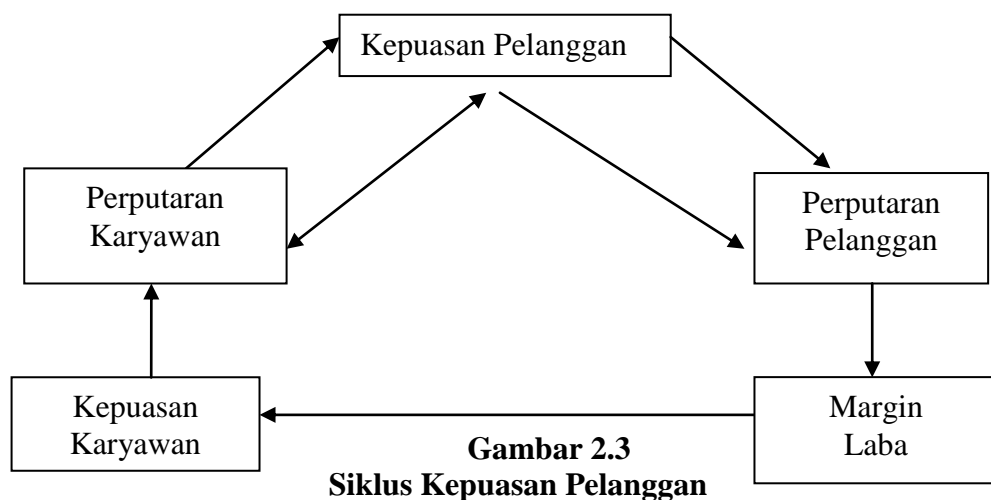 Kepuasan Pelanggan
Perputaran
Karyawan
Perputaran
Pelanggan
Kepuasan
Karyawan
Margin
Laba
Gambar 2.3
Siklus Kepuasan Pelanggan